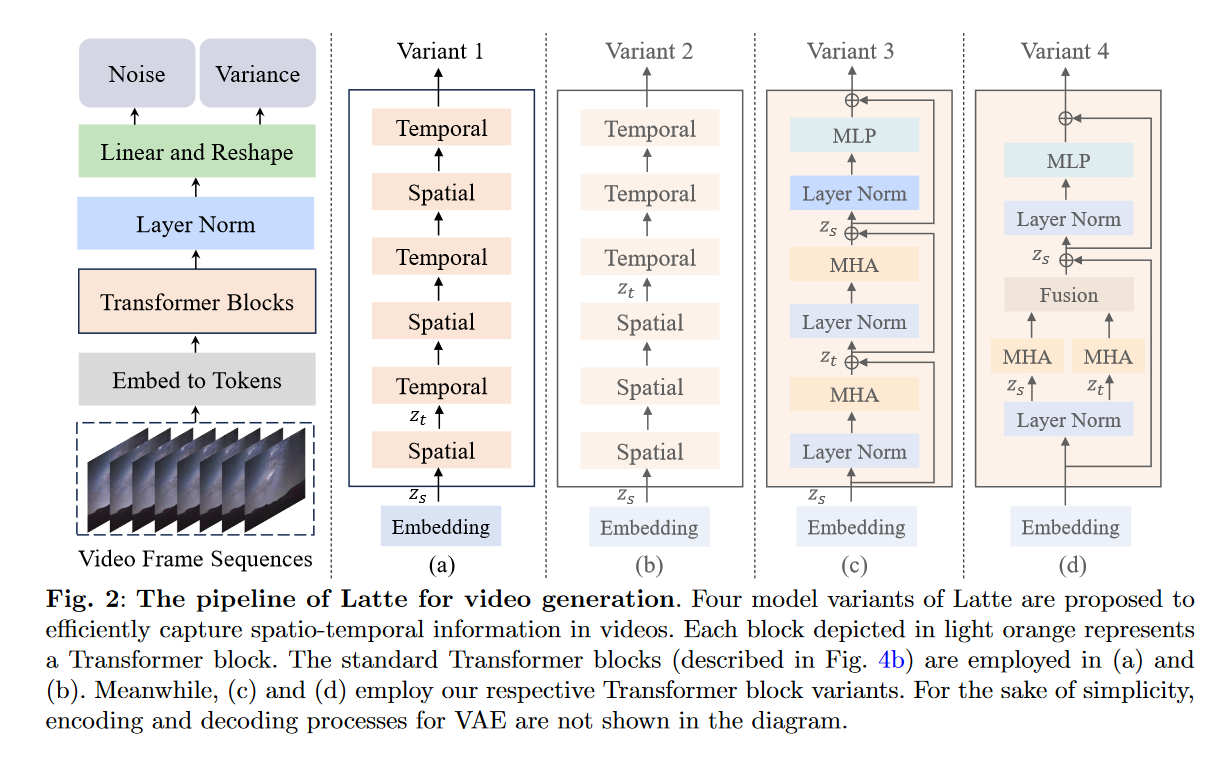 Noise
Variance
Linear and Reshape
Layer Norm
Transformer Blocks
Embed to Tokens
Video Frame Sequences
Variant 1
Temporal
Spatial
Temporal
Spatial
Temporal
z_t
Spatial
z_s
Embedding
(a)
Variant 2
Temporal
Temporal
Temporal
z_t
Spatial
Spatial
Spatial
z_s
Embedding
(b)
Variant 3
MLP
Layer Norm
z_s
MHA
Layer Norm
z_t
MHA
Layer Norm
z_s
Embedding
(c)
Variant 4
MLP
Layer Norm
z_s
Fusion
MHA MHA
z_s z_t
Layer Norm
Embedding
(d)
Fig. 2: The pipeline of Latte for video generation. Four model variants of Latte are proposed to
efficiently capture spatio-temporal information in videos. Each block depicted in light orange represents
a Transformer block. The standard Transformer blocks (described in Fig. 4b) are employed in (a) and
(b). Meanwhile, (c) and (d) employ our respective Transformer block variants. For the sake of simplicity,
encoding and decoding processes for VAE are not shown in the diagram.